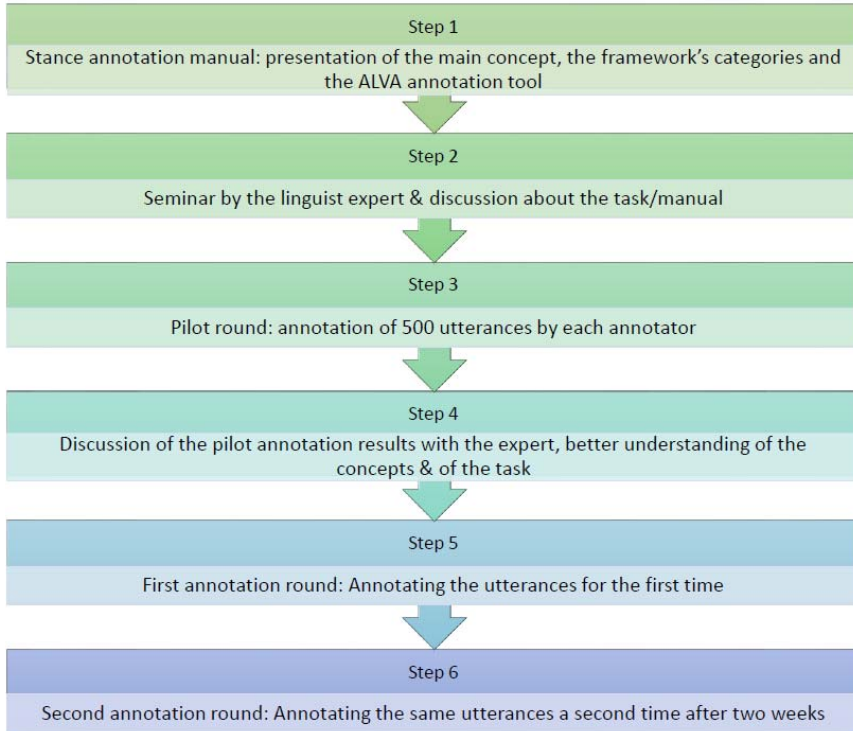 Step 1
Stance annotation manual: presentation of the main concept, the framework's categories and
the ALVA annotation tool
Step 2
Seminar by the linguist expert & discussion about the task/manual
Step 3
Pilot round: annotation of 500 utterances by each annotator
Step 4
Discussion of the pilot annotation results with the expert, better understanding of the
concepts & of the task
Step 5
First annotation round: Annotating the utterances for the first time
Step 6
Second annotation round: Annotating the same utterances a second time after two weeks